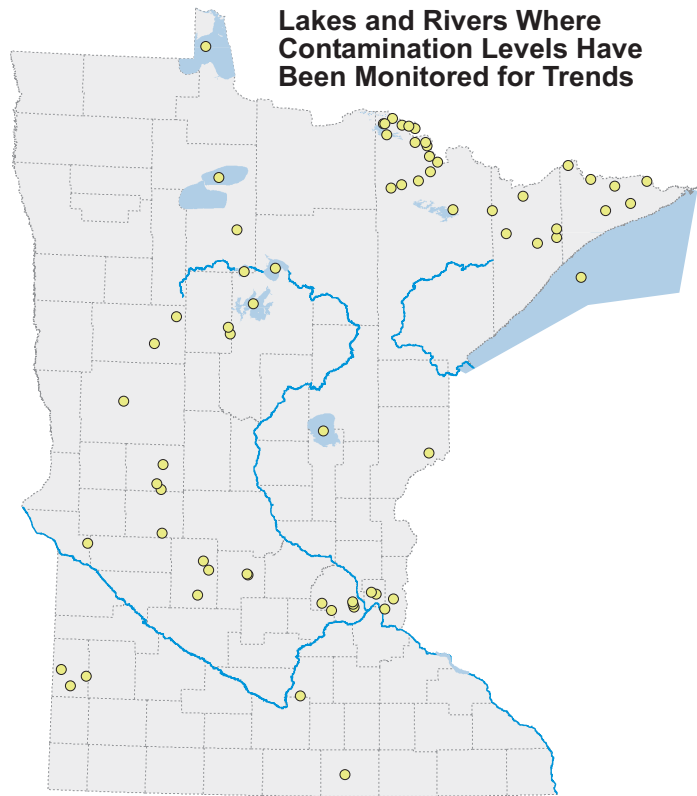 Lakes and Rivers Where
Contamination Levels Have
Been Monitored for Trends